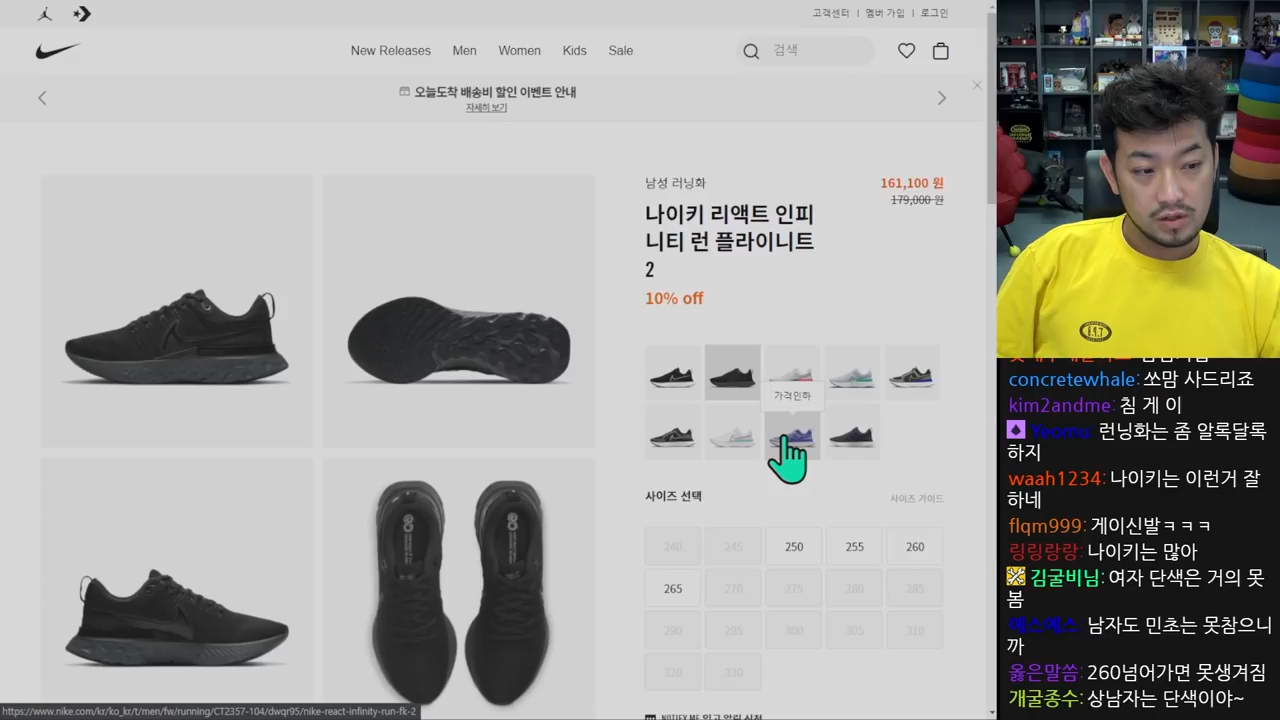 고객센터 | 멤버 가입 | 로그인
New Releases Men Women Kids Sale
검색
오늘도착 배송비 할인 이벤트 안내
자세히 보기
남성 러닝화
161,100 원
179,000 원
나이키 리액트 인피
니티 런 플라이니트
2
10% off
가격인하
사이즈 선택
사이즈 가이드
240 245 250 255 260
265 270 275 280 285
290 295 300 305 310
320 330
https://www.nike.com/kr/ko_kr/t/men/fw/running/CT2357-104/dwqr95/nike-react-infinity-run-fk-2
concretewhale: 쏘맘 사드리죠
kim2andme: 침 게 이
Yeomu: 런닝화는 좀 알록달록
하지
waah1234: 나이키는 이런거 잘
하네
flqm999: 게이신발ㅋㅋㅋ
링링랑랑: 나이키는 많아
김굴비님: 여자 단색은 거의 못
봄
예스예스: 남자도 민초는 못참으니
까
옳은말씀: 260넘어가면 못생겨짐
개굴종수: 상남자는 단색이야~